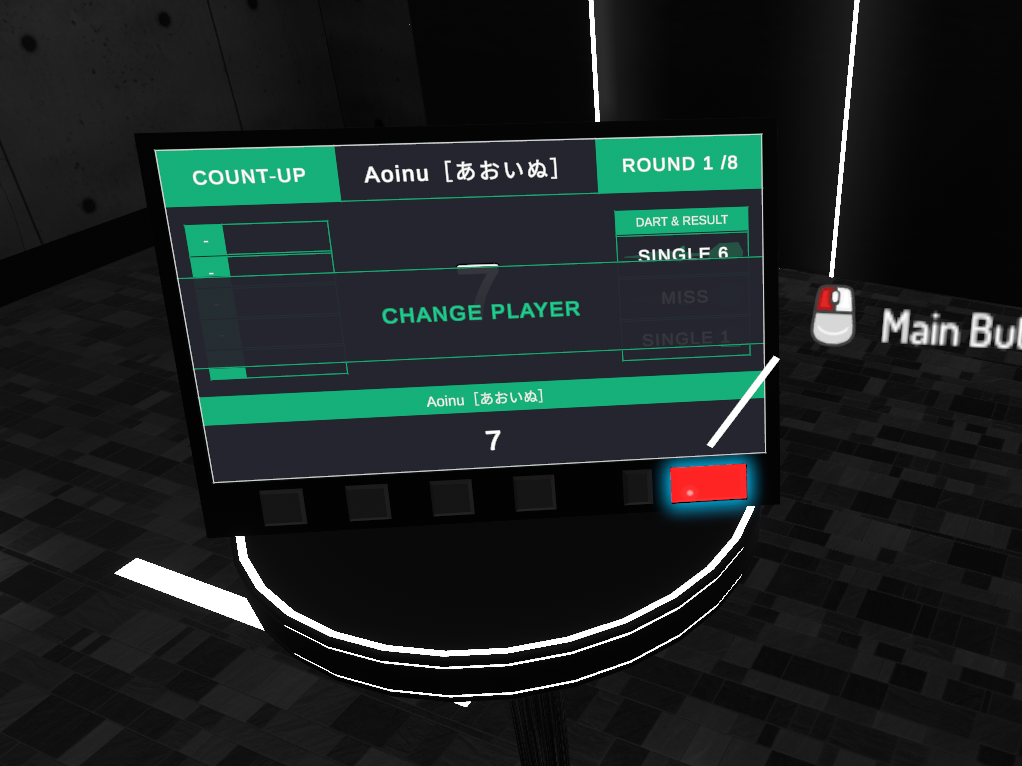 COUNT-UP
Aoinu［あおいぬ］
ROUND 1 /8
DART & RESULT
-
SINGLE 6
-
7
MISS
CHANGE PLAYER
SINGLE 1
Main
Aoinu［あおいぬ］
7